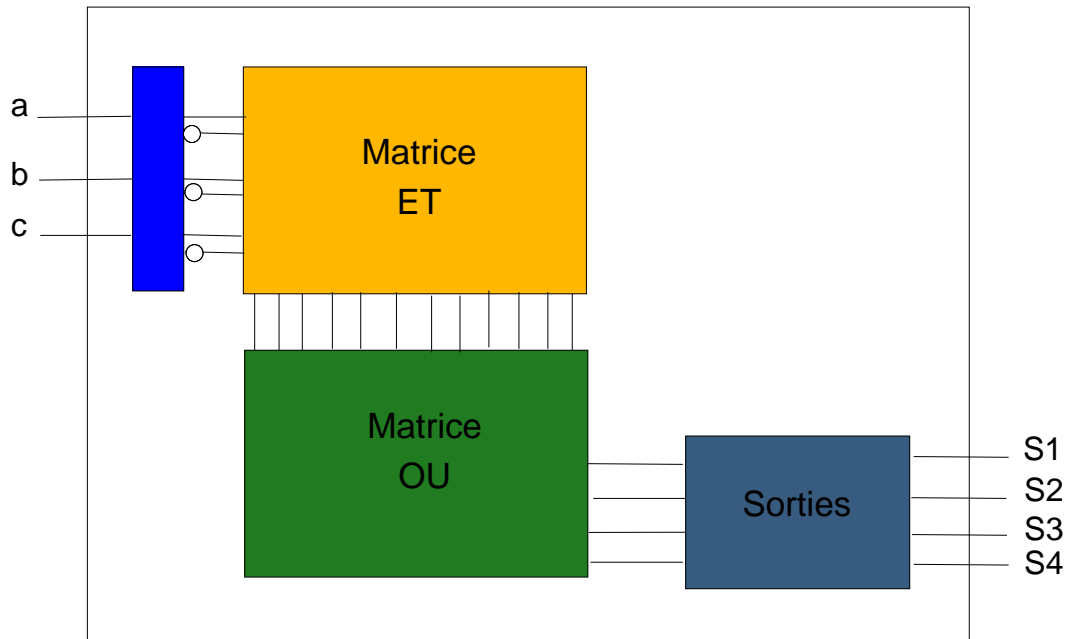 a
b
c
Matrice
ET
Matrice
OU
Sorties
S1
S2
S3
S4